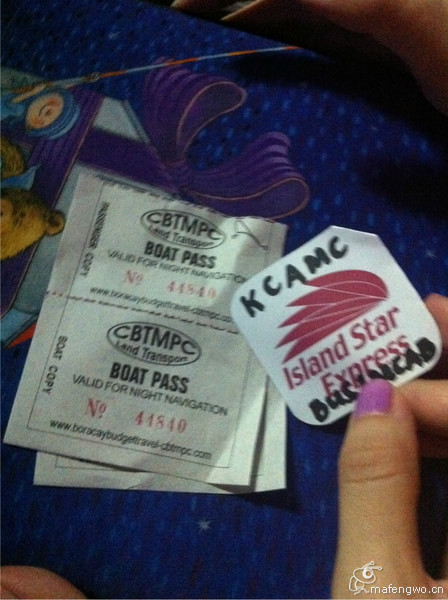 PASSENGER COPY
CBTMPC
Land Transport
BOAT PASS
VALID FOR NIGHT NAVIGATION
No 44840
www.boracaybudgettravel-cbtmpc.com
BOAT COPY
CBTMPC
Land Transport
BOAT PASS
VALID FOR NIGHT NAVIGATION
No 44840
www.boracaybudgettravel-cbtmpc.com
KCAMC
Island Star
Express
mafengwo.cn